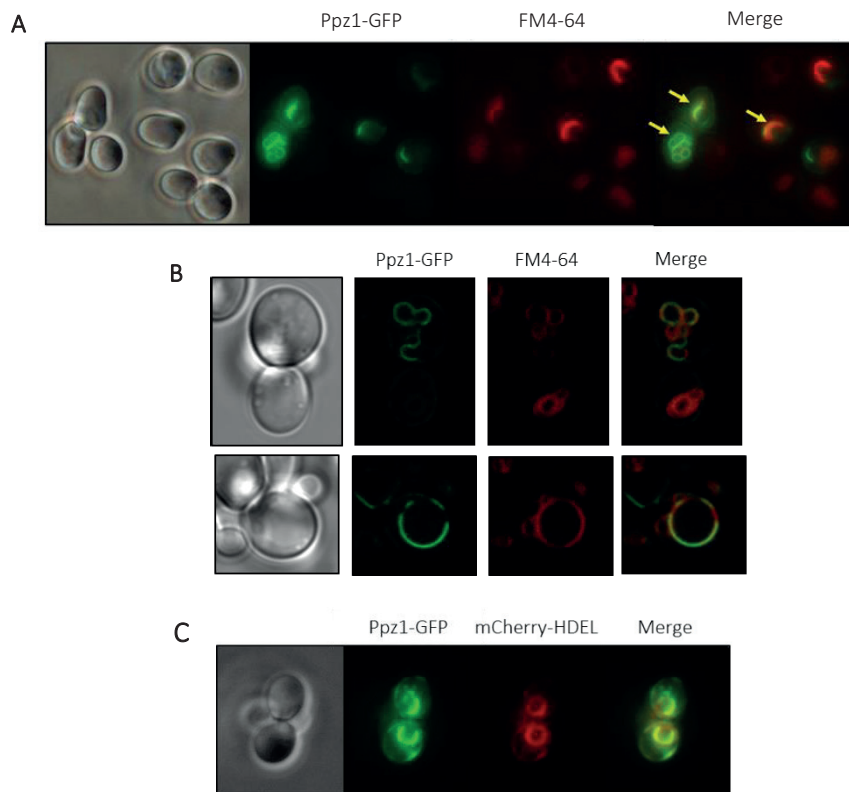 A
Ppz1-GFP FM4-64 Merge
B
Ppz1-GFP FM4-64 Merge
C
Ppz1-GFP mCherry-HDEL Merge